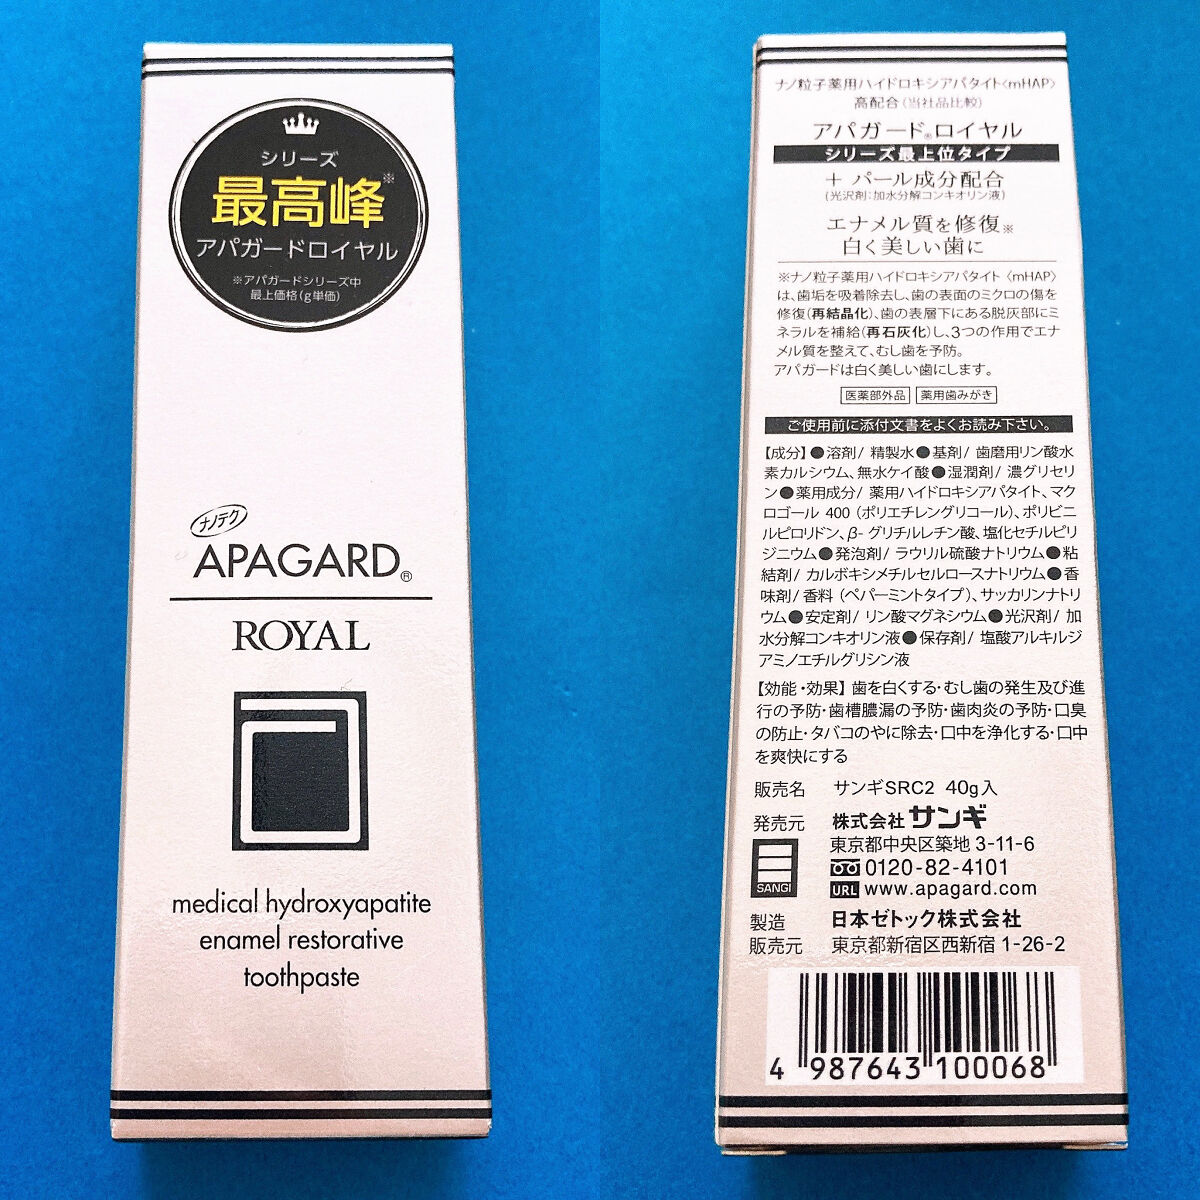 シリーズ
最高峰※
アパガードロイヤル
※アパガードシリーズ中
最上価格(g単価)
ナノテク
APAGARD®
ROYAL
medical hydroxyapatite
enamel restorative
toothpaste
ナノ粒子薬用ハイドロキシアパタイト〈mHAP〉
高配合(当社品比較)
アパガード®ロイヤル
シリーズ最上位タイプ
+ パール成分配合
(光沢剤:加水分解コンキオリン液)
エナメル質を修復※
白く美しい歯に
※ナノ粒子薬用ハイドロキシアパタイト〈mHAP〉
は、歯垢を吸着除去し、歯の表面のミクロの傷を
修復(再結晶化)、歯の表層下にある脱灰部にミ
ネラルを補給(再石灰化)し、3つの作用でエナ
メル質を整えて、むし歯を予防。
アパガードは白く美しい歯にします。
医薬部外品 薬用歯みがき
ご使用前に添付文書をよくお読み下さい。
【成分】●溶剤/ 精製水●基剤/ 歯磨用リン酸水
素カルシウム、無水ケイ酸●湿潤剤/ 濃グリセリ
ン●薬用成分/ 薬用ハイドロキシアパタイト、マク
ロゴール 400 (ポリエチレングリコール)、ポリビニ
ルピロリドン、β- グリチルレチン酸、塩化セチルピリ
ジニウム●発泡剤/ ラウリル硫酸ナトリウム●粘
結剤/ カルボキシメチルセルロースナトリウム●香
味剤/ 香料 (ペパーミントタイプ)、サッカリンナトリ
ウム●安定剤/ リン酸マグネシウム●光沢剤/ 加
水分解コンキオリン液●保存剤/ 塩酸アルキルジ
アミノエチルグリシン液
【効能・効果】歯を白くする・むし歯の発生及び進
行の予防・歯槽膿漏の予防・歯肉炎の予防・口臭
の防止・タバコのやに除去・口中を浄化する・口中
を爽快にする
販売名 サンギSRC2 40g入
発売元 株式会社サンギ
東京都中央区築地 3-11-6
0120-82-4101
SANGI URL www.apagard.com
製造 日本ゼトック株式会社
販売元 東京都新宿区西新宿 1-26-2
4 987643 100068